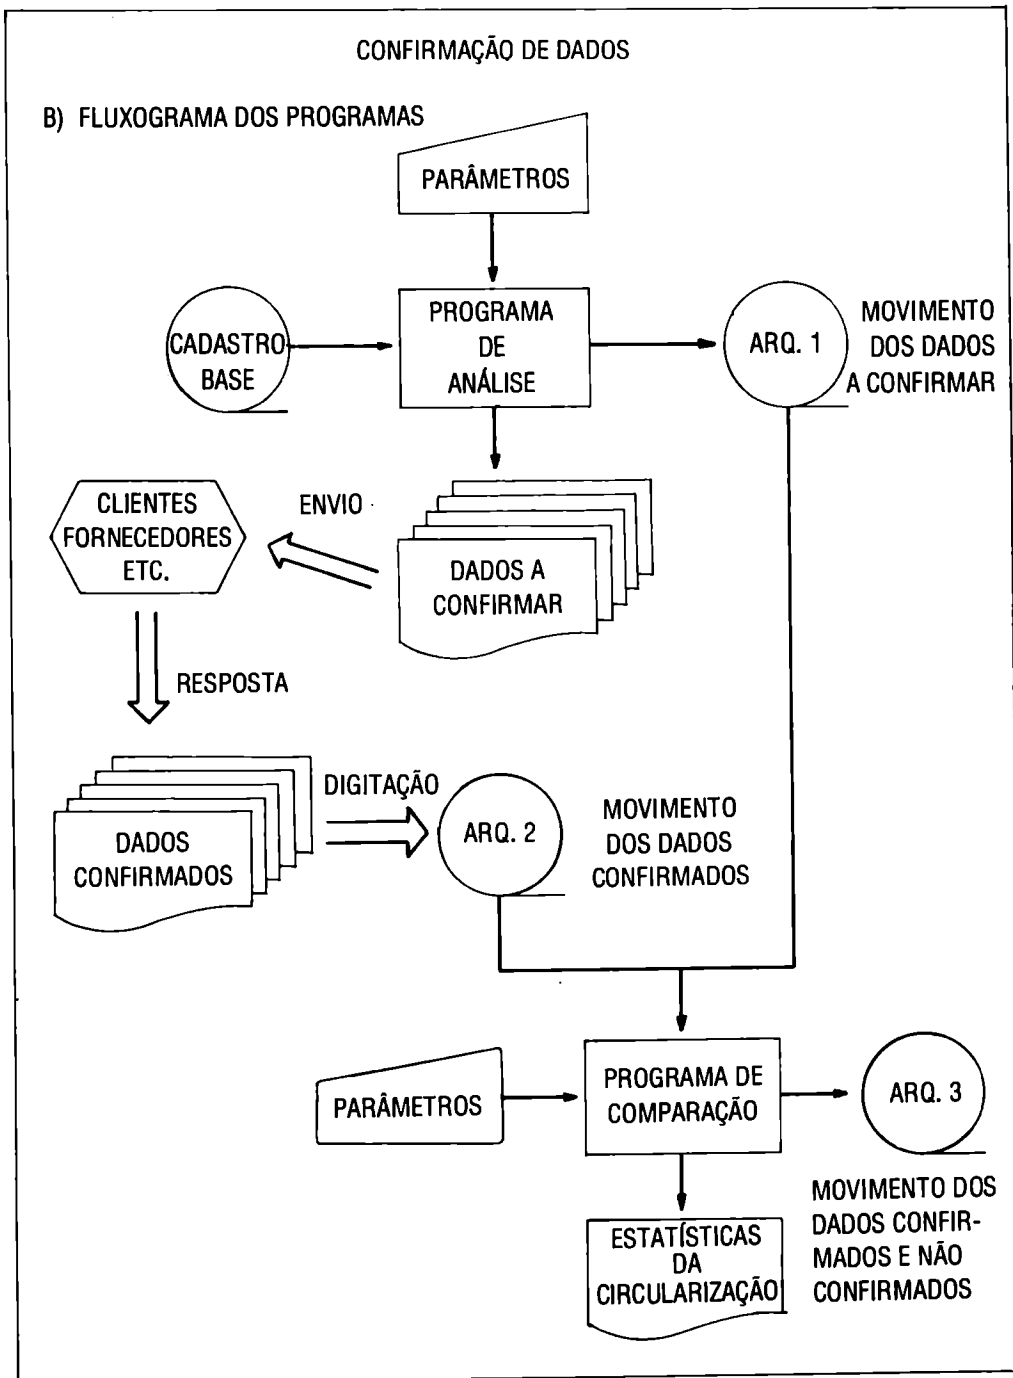 CONFIRMAÇÃO DE DADOS
B) FLUXOGRAMA DOS PROGRAMAS
PARÂMETROS
CADASTRO
BASE
PROGRAMA
DE
ANÁLISE
ARQ. 1
MOVIMENTO
DOS DADOS
A CONFIRMAR
CLIENTES
FORNECEDORES
ETC.
ENVIO
DADOS A
CONFIRMAR
RESPOSTA
DADOS
CONFIRMADOS
DIGITAÇÃO
ARQ. 2
MOVIMENTO
DOS DADOS
CONFIRMADOS
PARÂMETROS
PROGRAMA DE
COMPARAÇÃO
ARQ. 3
ESTATÍSTICAS
DA
CIRCULARIZAÇÃO
MOVIMENTO DOS
DADOS CONFIR-
MADOS E NÃO
CONFIRMADOS